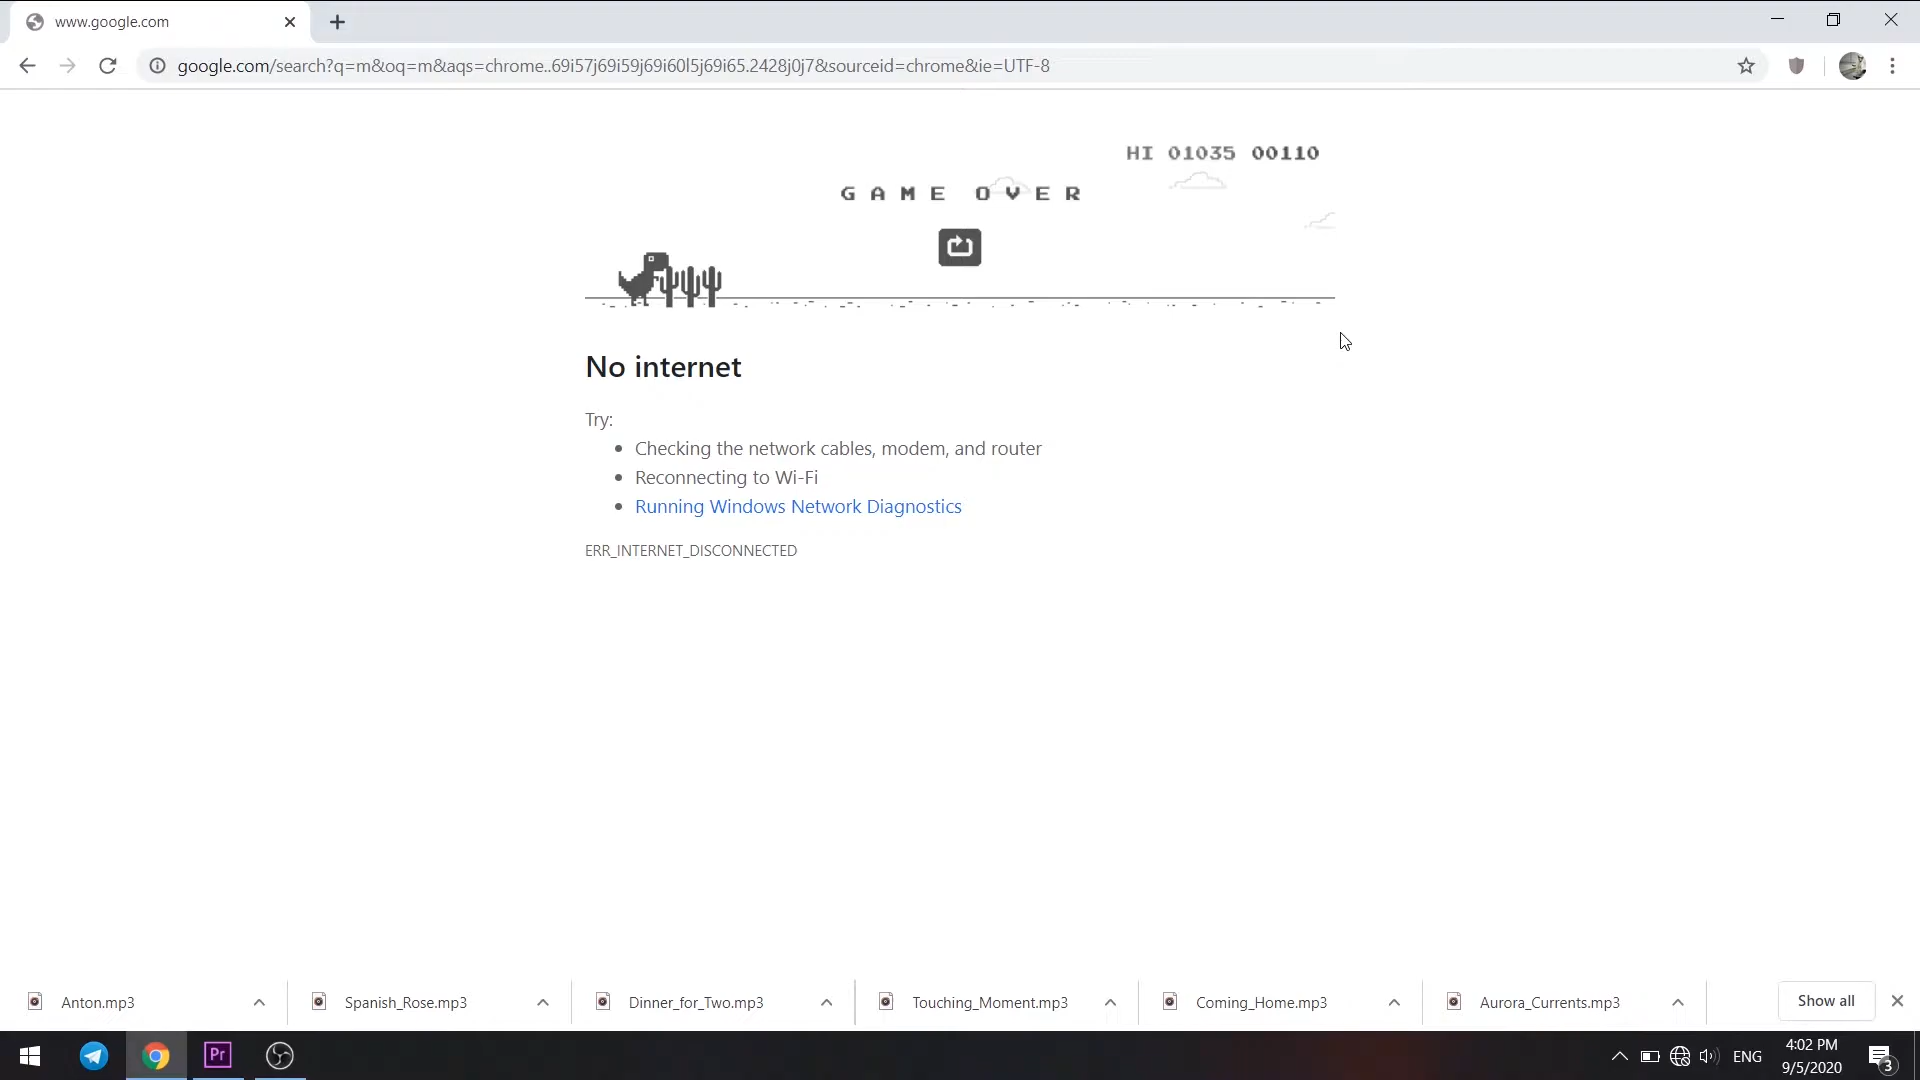 www.google.com
google.com/search?q=m&oq=m&aqs=chrome..69i57j69i59j69i60l5j69i65.2428j0j7&sourceid=chrome&ie=UTF-8
HI 01035 00110
GAME OVER
No internet
Try:
Checking the network cables, modem, and router
Reconnecting to Wi-Fi
Running Windows Network Diagnostics
ERR_INTERNET_DISCONNECTED
Anton.mp3
Spanish_Rose.mp3
Dinner_for_Two.mp3
Touching_Moment.mp3
Coming_Home.mp3
Aurora_Currents.mp3
Show all
Pr
ENG
4:02 PM
9/5/2020
3